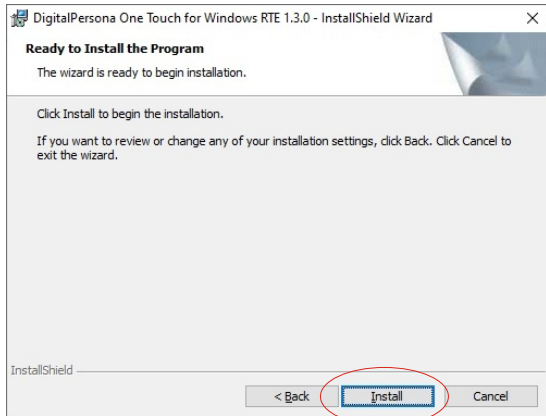 DigitalPersona One Touch for Windows RTE 1.3.0 - InstallShield Wizard
Ready to Install the Program
The wizard is ready to begin installation.
Click Install to begin the installation.
If you want to review or change any of your installation settings, click Back. Click Cancel to
exit the wizard.
InstallShield
< Back Install Cancel